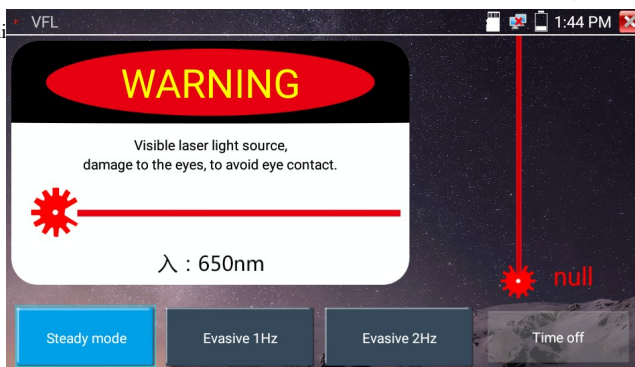 VFL
1:44 PM
WARNING
Visible laser light source,
damage to the eyes, to avoid eye contact.
入：650nm
null
Steady mode
Evasive 1Hz
Evasive 2Hz
Time off